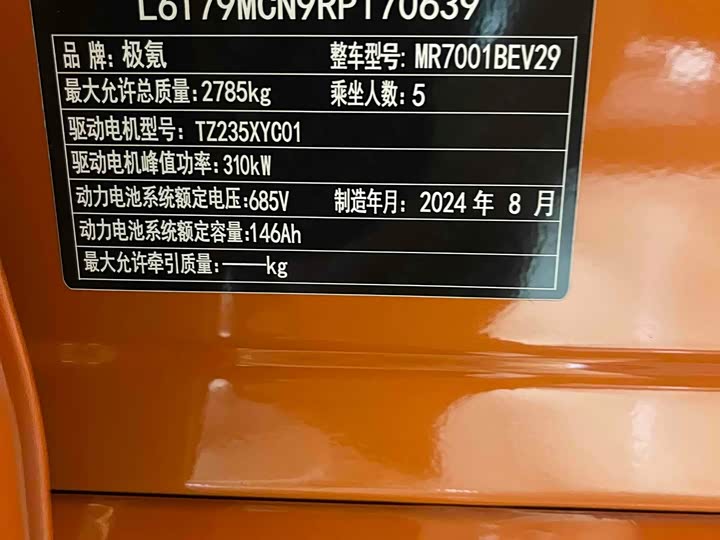 L6T79MCN9RP170639
品 牌: 极氪 整车型号: MR7001BEV29
最大允许总质量: 2785kg 乘坐人数: 5
驱动电机型号: TZ235XYC01
驱动电机峰值功率: 310kW
动力电池系统额定电压: 685V 制造年月: 2024 年 8 月
动力电池系统额定容量: 146Ah
最大允许牵引质量: ——kg